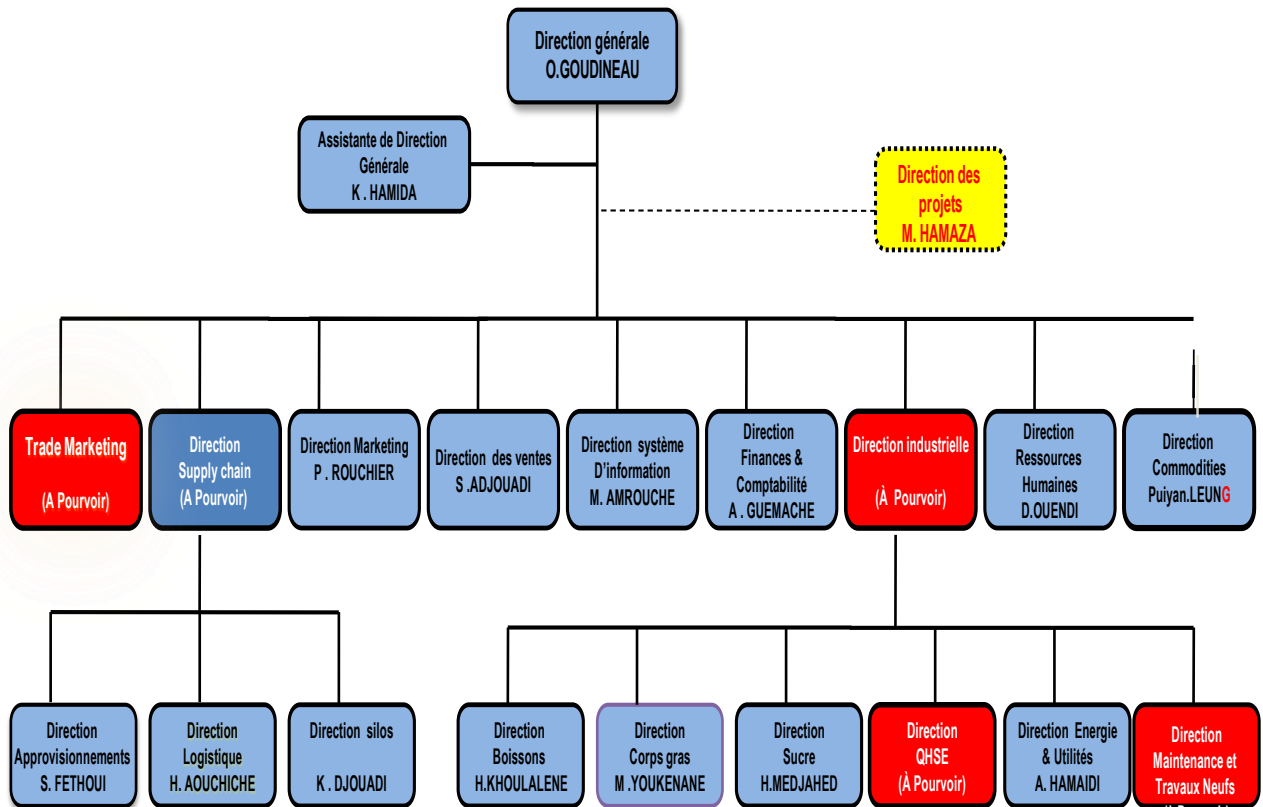 Direction générale
O.GOUDINEAU
Assistante de Direction
Générale
K . HAMIDA
Direction des
projets
M. HAMAZA
Trade Marketing
(A Pourvoir)
Direction
Supply chain
(A Pourvoir)
Direction Marketing
P . ROUCHIER
Direction des ventes
S .ADJOUADI
Direction système
D'information
M. AMROUCHE
Direction
Finances &
Comptabilité
A . GUEMACHE
Direction industrielle
(À Pourvoir)
Direction
Ressources
Humaines
D.OUENDI
Direction
Commodities
Puiyan.LEUNG
Direction
Approvisionnements
S. FETHOUI
Direction
Logistique
H. AOUCHICHE
Direction silos
K . DJOUADI
Direction
Boissons
H.KHOULALENE
Direction
Corps gras
M .YOUKENANE
Direction
Sucre
H.MEDJAHED
Direction
QHSE
(À Pourvoir)
Direction Energie
& Utilités
A. HAMAIDI
Direction
Maintenance et
Travaux Neufs